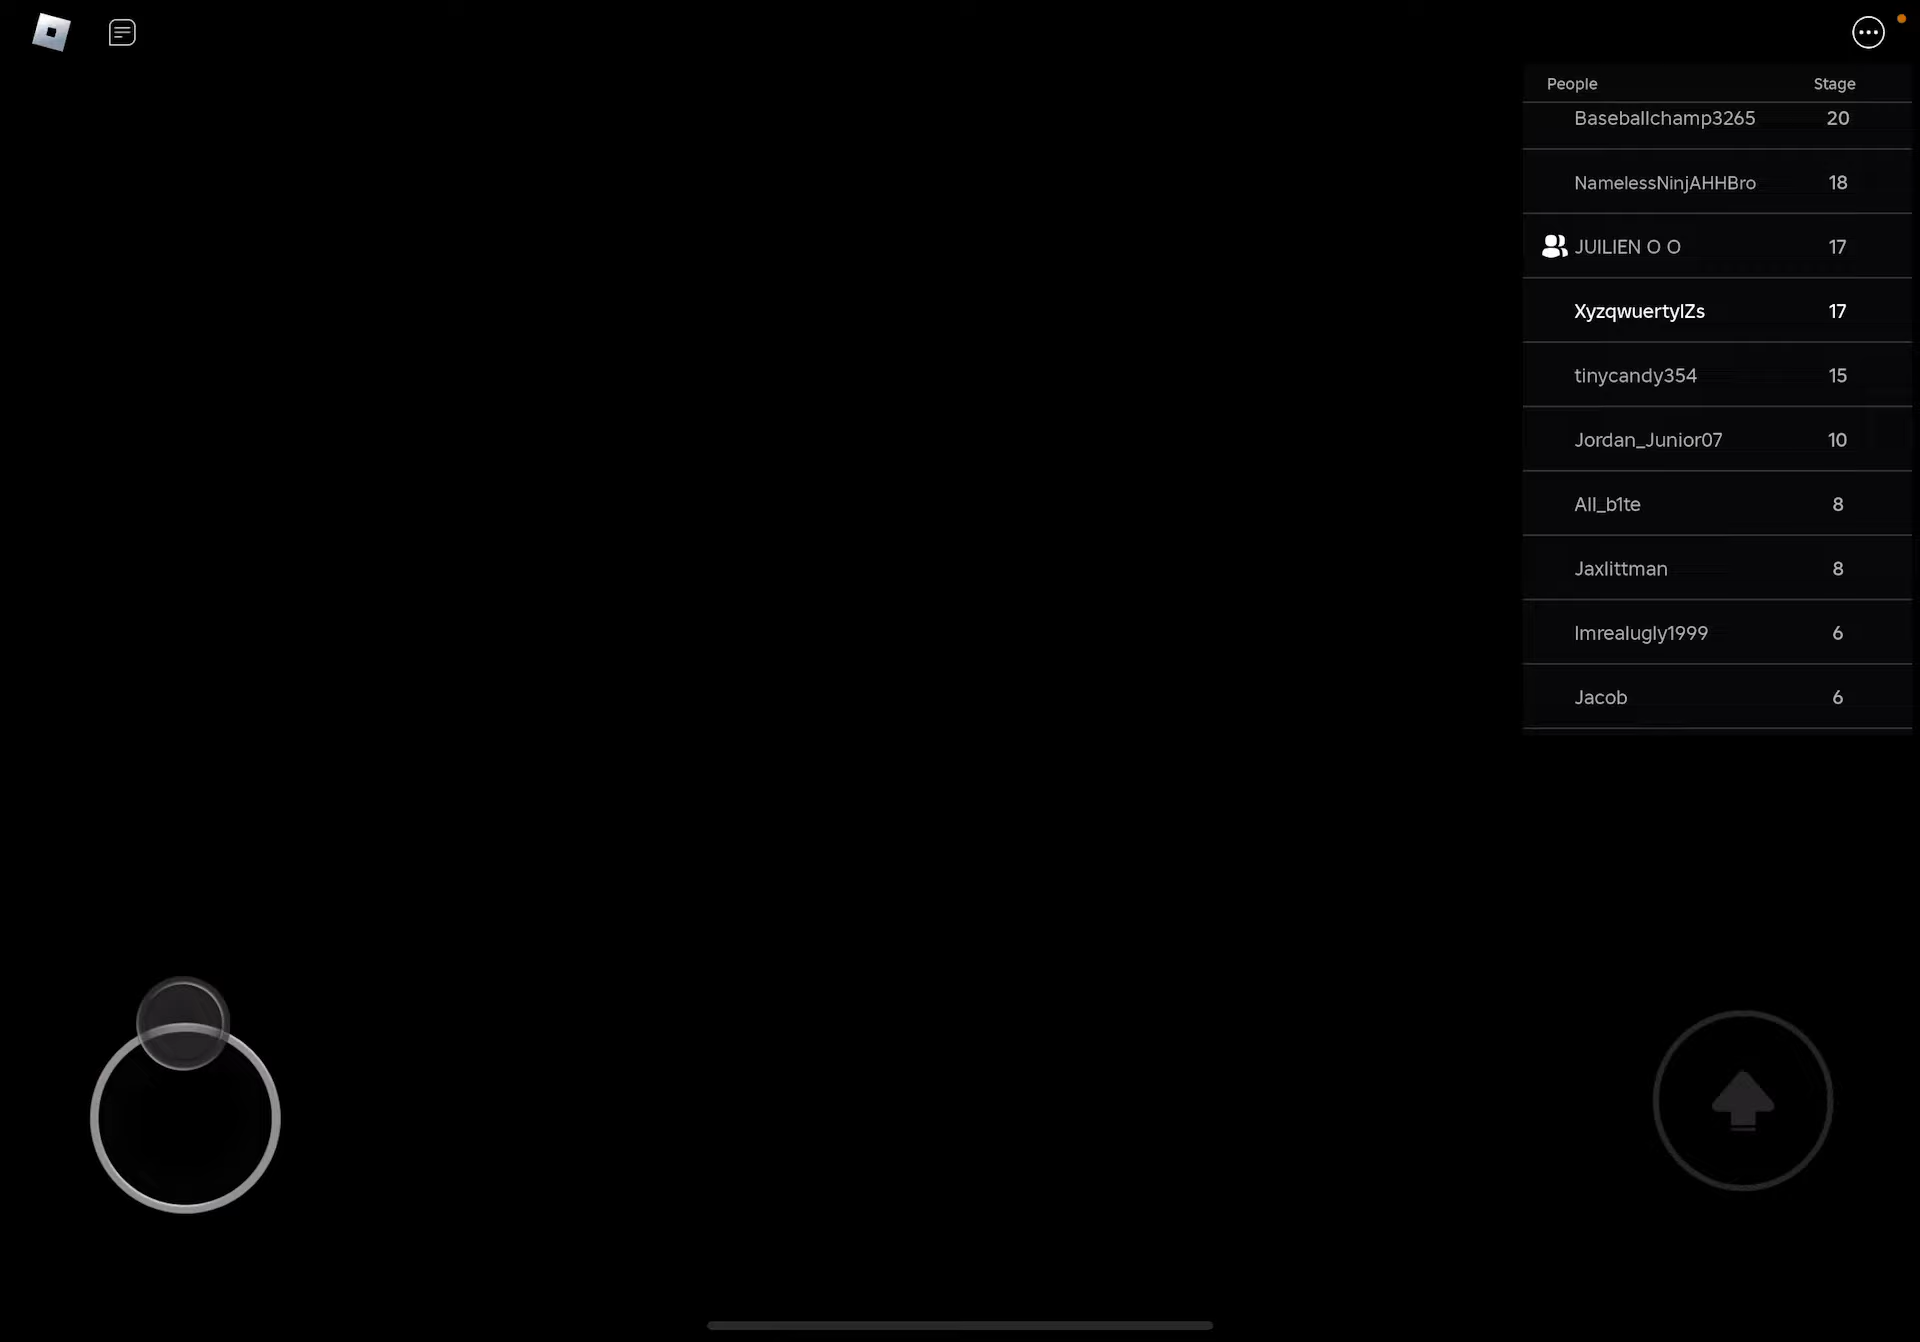 People Stage
Baseballchamp3265 20
NamelessNinjAHHBro 18
JUILIEN O O 17
XyzqwuertylZs 17
tinycandy354 15
Jordan_Junior07 10
All_b1te 8
Jaxlittman 8
Imrealugly1999 6
Jacob 6